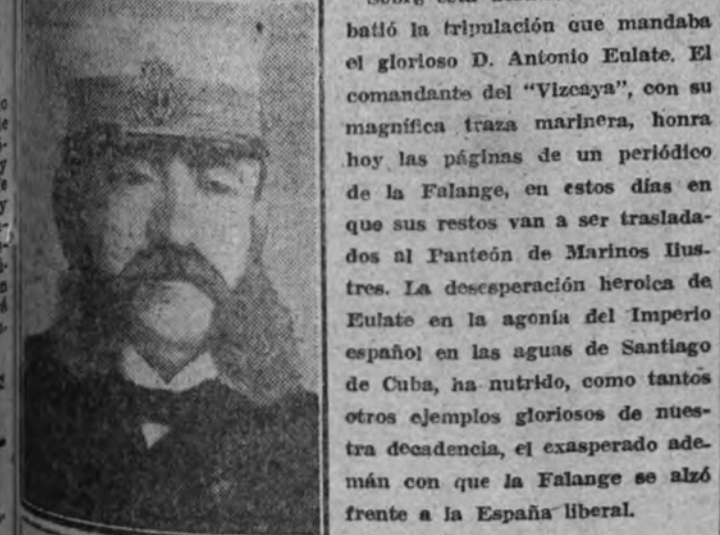 batió la tripulación que mandaba
el glorioso D. Antonio Eulate. El
comandante del "Vizcaya", con su
magnífica traza marinera, honra
hoy las páginas de un periódico
de la Falange, en estos días en
que sus restos van a ser traslada-
dos al Panteón de Marinos Ilus-
tres. La desesperación heroica de
Eulate en la agonía del Imperio
español en las aguas de Santiago
de Cuba, ha nutrido, como tantos
otros ejemplos gloriosos de nues-
tra decadencia, el exasperado ade-
mán con que la Falange se alzó
frente a la España liberal.